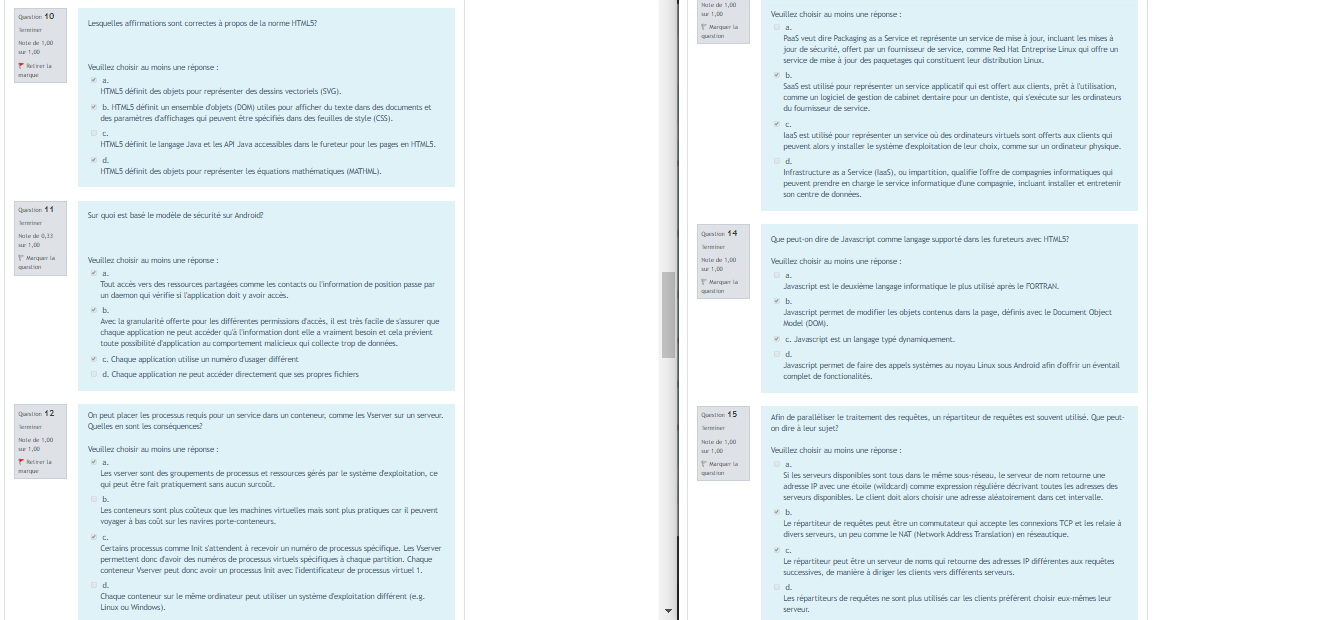 Question 10
Terminer
Note de 1,00
sur 1,00
Retirer la
marque
Lesquelles affirmations sont correctes à propos de la norme HTML5?
Veuillez choisir au moins une réponse :
a.
HTML5 définit des objets pour représenter des dessins vectoriels (SVG).
b. HTML5 définit un ensemble d'objets (DOM) utiles pour afficher du texte dans des documents et
des paramètres d'affichages qui peuvent être spécifiés dans des feuilles de style (CSS).
c.
HTML5 définit le langage Java et les API Java accessibles dans le fureteur pour les pages en HTML5.
d.
HTML5 définit des objets pour représenter les équations mathématiques (MATHML).
Question 11
Terminer
Note de 0,33
sur 1,00
Marquer la
question
Sur quoi est basé le modèle de sécurité sur Android?
Veuillez choisir au moins une réponse :
a.
Tout accès vers des ressources partagées comme les contacts ou l'information de position passe par
un daemon qui vérifie si l'application doit y avoir accès.
b.
Avec la granularité offerte pour les différentes permissions d'accès, il est très facile de s'assurer que
chaque application ne peut accéder qu'à l'information dont elle a vraiment besoin et cela prévient
toute possibilité d'application au comportement malicieux qui collecte trop de données.
c. Chaque application utilise un numéro d'usager différent
d. Chaque application ne peut accéder directement que ses propres fichiers
Question 12
Terminer
Note de 1,00
sur 1,00
Retirer la
marque
On peut placer les processus requis pour un service dans un conteneur, comme les Vserver sur un serveur.
Quelles en sont les conséquences?
Veuillez choisir au moins une réponse :
a.
Les vserver sont des groupements de processus et ressources gérés par le système d'exploitation, ce
qui peut être fait pratiquement sans aucun surcoût.
b.
Les conteneurs sont plus coûteux que les machines virtuelles mais sont plus pratiques car il peuvent
voyager à bas coût sur les navires porte-conteneurs.
c.
Certains processus comme Init s'attendent à recevoir un numéro de processus spécifique. Les Vserver
permettent donc d'avoir des numéros de processus virtuels spécifiques à chaque partition. Chaque
conteneur Vserver peut donc avoir un processus Init avec l'identificateur de processus virtuel 1.
d.
Chaque conteneur sur le même ordinateur peut utiliser un système d'exploitation différent (e.g.
Linux ou Windows).
Note de 1,00
sur 1,00
Marquer la
question
Veuillez choisir au moins une réponse :
a.
PaaS veut dire Packaging as a Service et représente un service de mise à jour, incluant les mises à
jour de sécurité, offert par un fournisseur de service, comme Red Hat Entreprise Linux qui offre un
service de mise à jour des paquetages qui constituent leur distribution Linux.
b.
SaaS est utilisé pour représenter un service applicatif qui est offert aux clients, prêt à l'utilisation,
comme un logiciel de gestion de cabinet dentaire pour un dentiste, qui s'exécute sur les ordinateurs
du fournisseur de service.
c.
IaaS est utilisé pour représenter un service où des ordinateurs virtuels sont offerts aux clients qui
peuvent alors y installer le système d'exploitation de leur choix, comme sur un ordinateur physique.
d.
Infrastructure as a Service (IaaS), ou impartition, qualifie l'offre de compagnies informatiques qui
peuvent prendre en charge le service informatique d'une compagnie, incluant installer et entretenir
son centre de données.
Question 14
Terminer
Note de 1,00
sur 1,00
Marquer la
question
Que peut-on dire de Javascript comme langage supporté dans les fureteurs avec HTML5?
Veuillez choisir au moins une réponse :
a.
Javascript est le deuxième langage informatique le plus utilisé après le FORTRAN.
b.
Javascript permet de modifier les objets contenus dans la page, définis avec le Document Object
Model (DOM).
c. Javascript est un langage typé dynamiquement.
d.
Javascript permet de faire des appels systèmes au noyau Linux sous Android afin d'offrir un éventail
complet de fonctionalités.
Question 15
Terminer
Note de 1,00
sur 1,00
Marquer la
question
Afin de paralléliser le traitement des requêtes, un répartiteur de requêtes est souvent utilisé. Que peut-
on dire à leur sujet?
Veuillez choisir au moins une réponse :
a.
Si les serveurs disponibles sont tous dans le même sous-réseau, le serveur de nom retourne une
adresse IP avec une étoile (wildcard) comme expression régulière décrivant toutes les adresses des
serveurs disponibles. Le client doit alors choisir une adresse aléatoirement dans cet intervalle.
b.
Le répartiteur de requêtes peut être un commutateur qui accepte les connexions TCP et les relaie à
divers serveurs, un peu comme le NAT (Network Address Translation) en réseautique.
c.
Le répartiteur peut être un serveur de noms qui retourne des adresses IP différentes aux requêtes
successives, de manière à diriger les clients vers différents serveurs.
d.
Les répartiteurs de requêtes ne sont plus utilisés car les clients préfèrent choisir eux-mêmes leur
serveur.